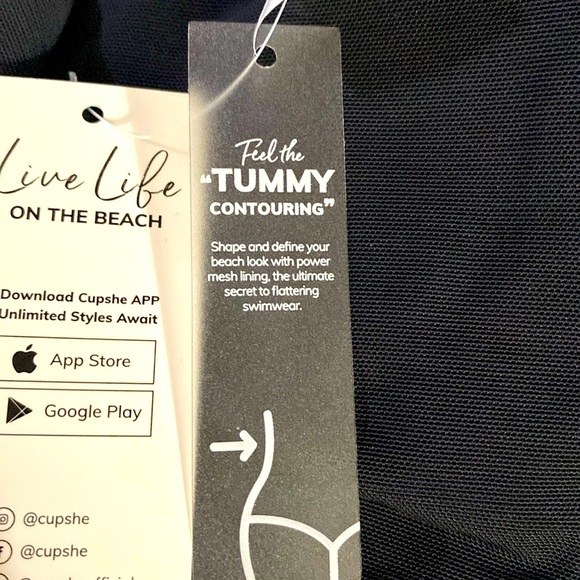 Live Life
ON THE BEACH
Download Cupshe APP
Unlimited Styles Await
App Store
Google Play
@cupshe
@cupshe
Feel the
“TUMMY
CONTOURING”
Shape and define your
beach look with power
mesh lining, the ultimate
secret to flattering
swimwear.